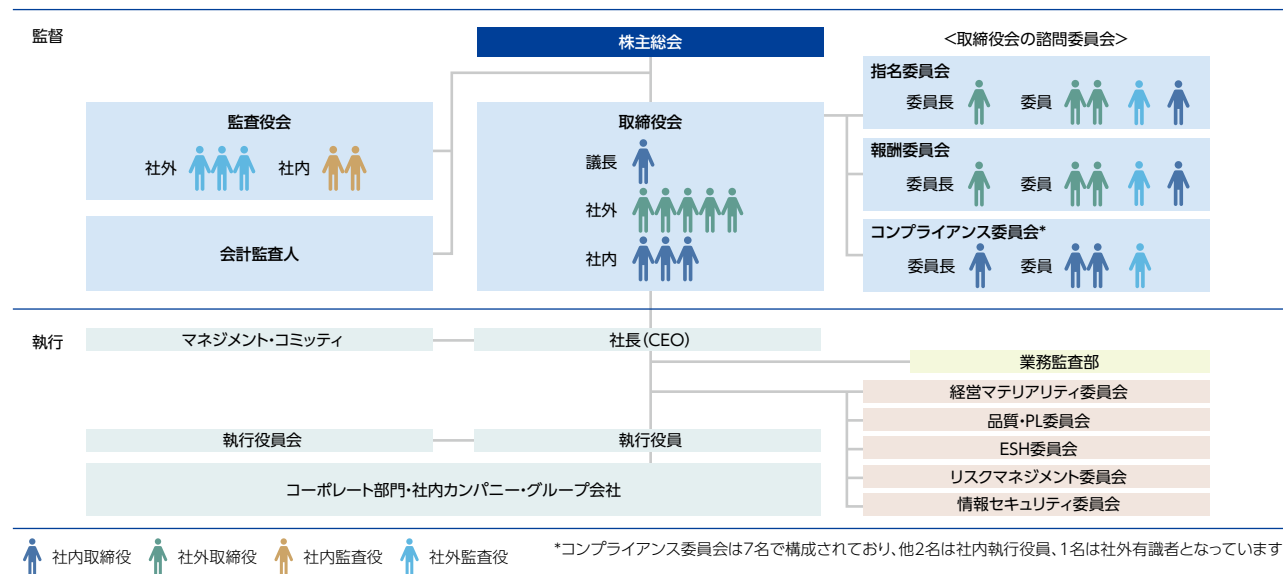 監督
株主総会
<取締役会の諮問委員会>
監査役会
社外
社内
会計監査人
取締役会
議長
社外
社内
指名委員会
委員長
委員
報酬委員会
委員長
委員
コンプライアンス委員会*
委員長
委員
執行
マネジメント・コミッティ
社長(CEO)
業務監査部
経営マテリアリティ委員会
品質・PL委員会
ESH委員会
リスクマネジメント委員会
情報セキュリティ委員会
執行役員会
執行役員
コーポレート部門・社内カンパニー・グループ会社
社内取締役
社外取締役
社内監査役
社外監査役
*コンプライアンス委員会は7名で構成されており、他2名は社内執行役員、1名は社外有識者となっています